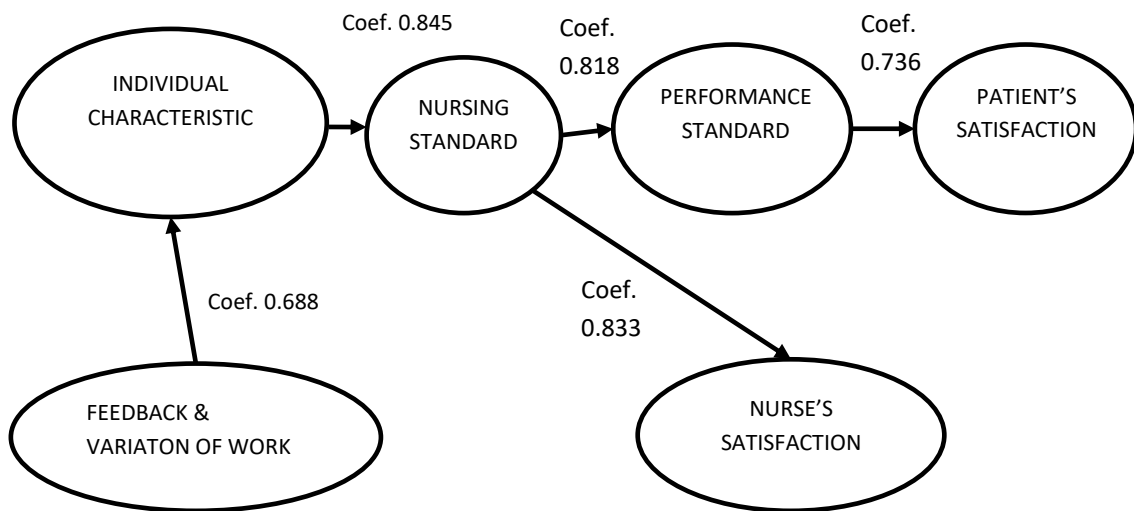 Coef. 0.845
Coef.
0.818
Coef.
0.736
INDIVIDUAL
CHARACTERISTIC
NURSING
STANDARD
PERFORMANCE
STANDARD
PATIENT’S
SATISFACTION
Coef. 0.688
Coef.
0.833
FEEDBACK &
VARIATON OF WORK
NURSE’S
SATISFACTION